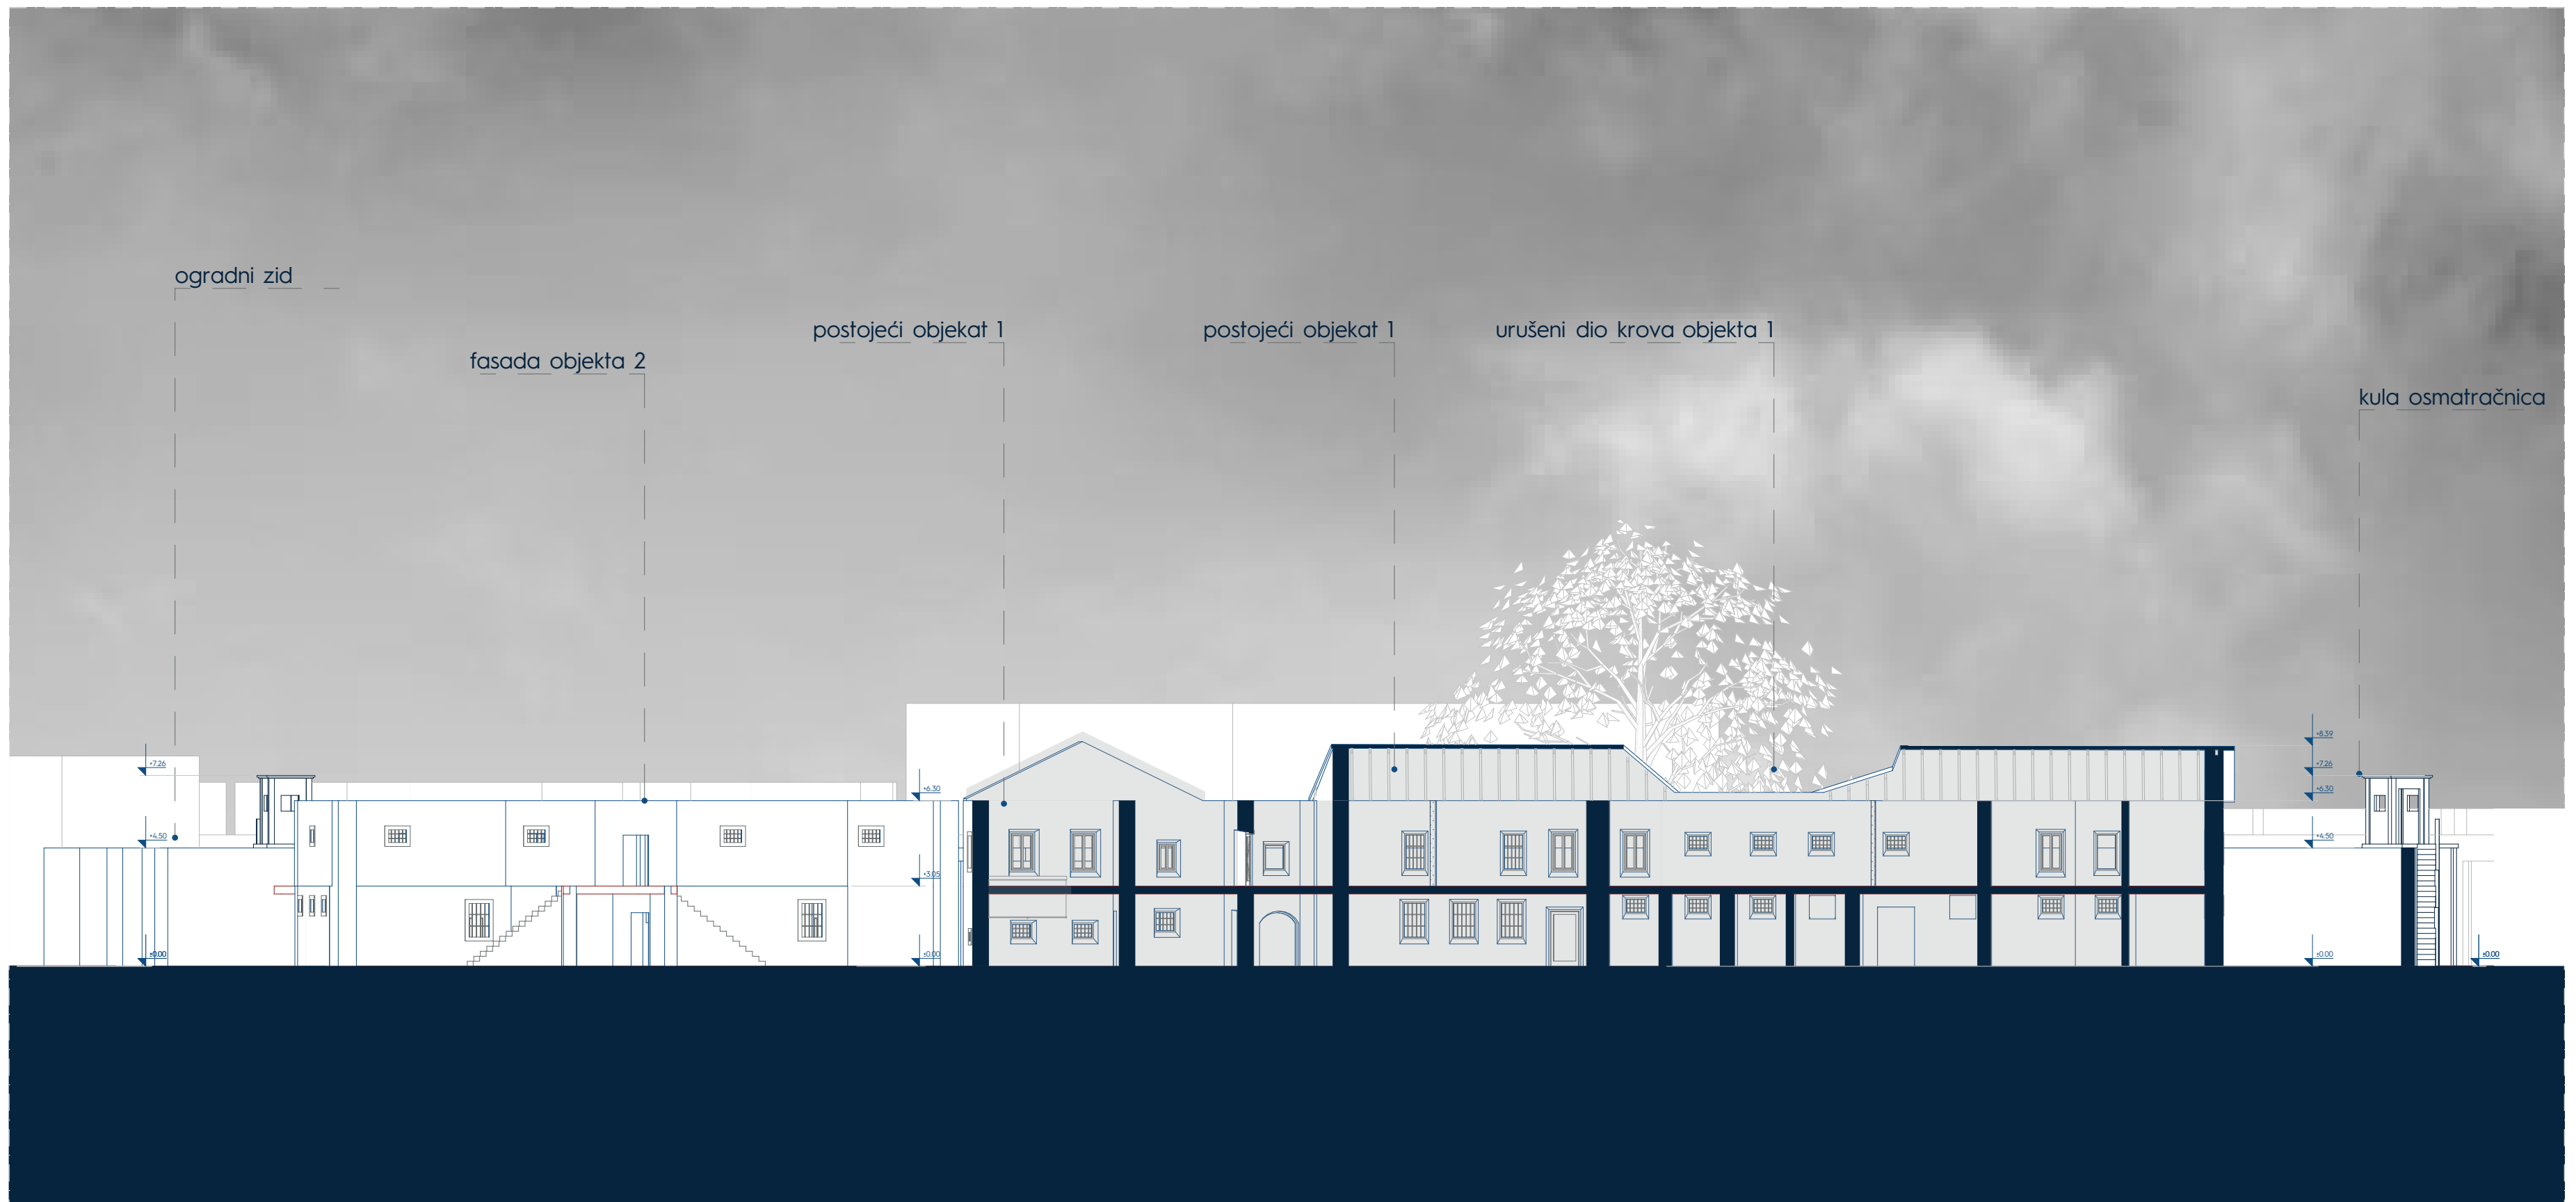 ogradni zid
fasada objekta 2
postojeći objekat 1
postojeći objekat 1
urušeni dio krova objekta 1
kula osmatračnica
+7.26
+4.50
±0.00
+6.30
+3.05
±0.00
+8.39
+7.26
+6.30
+4.50
±0.00
±0.00